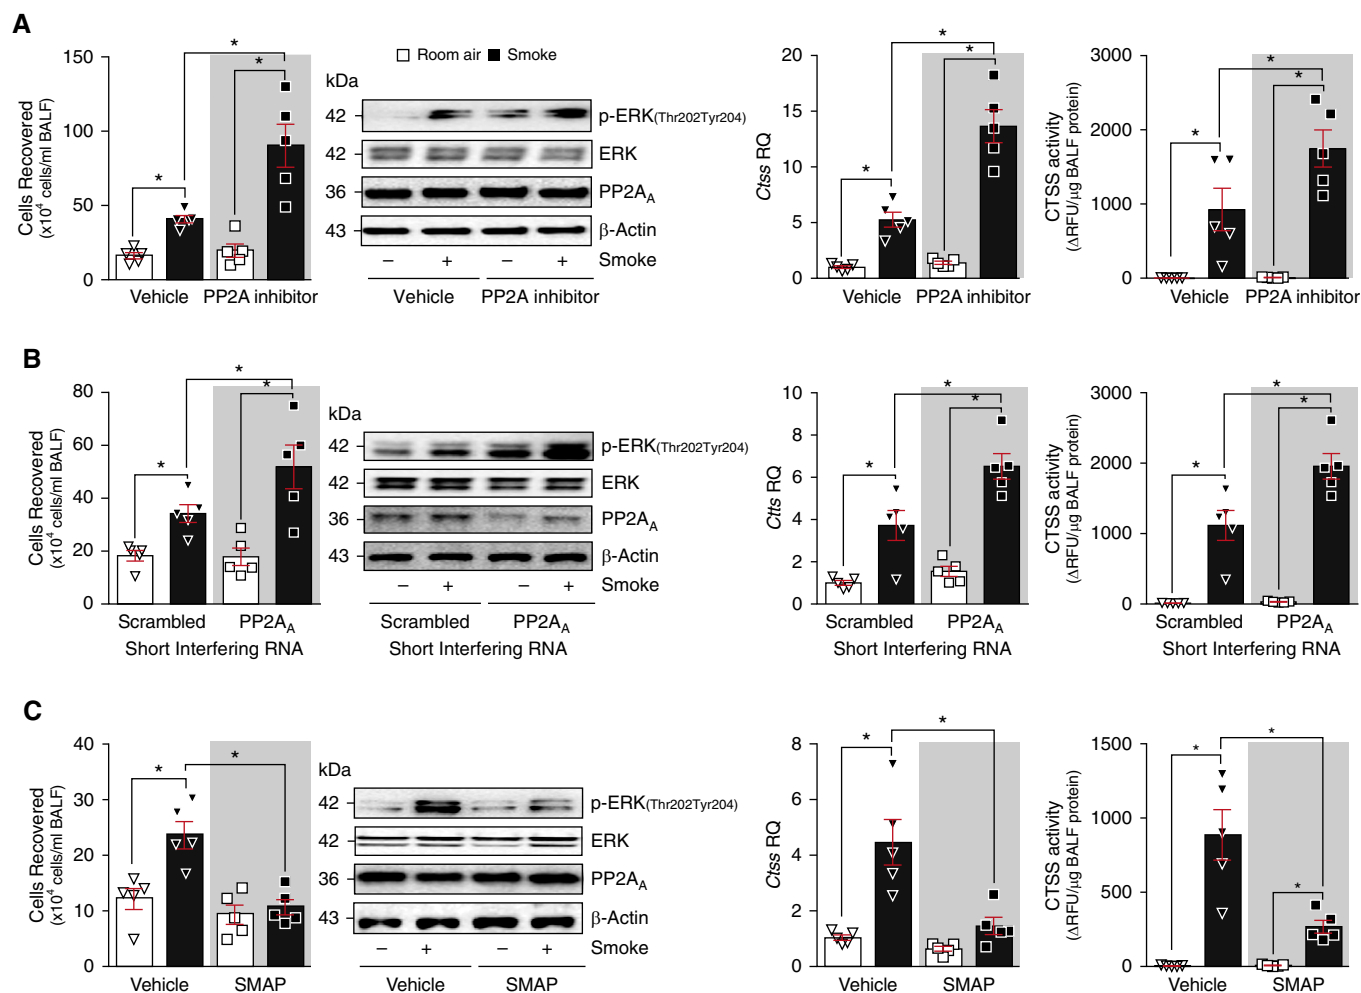 A
Cells Recovered
(x10⁴ cells/ml BALF)
150
100
50
0
*
*
*
Vehicle
PP2A inhibitor
Room air
Smoke
kDa
42
p-ERK(Thr202Tyr204)
42
ERK
36
PP2A_A
43
β-Actin
− + − + Smoke
Vehicle
PP2A inhibitor
Ctss RQ
20
15
10
5
0
*
*
*
Vehicle
PP2A inhibitor
CTSS activity
(ΔRFU/μg BALF protein)
3000
2000
1000
0
*
*
*
Vehicle
PP2A inhibitor
B
Cells Recovered
(x10⁴ cells/ml BALF)
80
60
40
20
0
*
*
*
Scrambled
PP2A_A
Short Interfering RNA
kDa
42
p-ERK(Thr202Tyr204)
42
ERK
36
PP2A_A
43
β-Actin
− + − + Smoke
Scrambled
PP2A_A
Short Interfering RNA
Ctts RQ
10
8
6
4
2
0
*
*
*
Scrambled
PP2A_A
Short Interfering RNA
CTSS activity
(ΔRFU/μg BALF protein)
3000
2000
1000
0
*
*
*
Scrambled
PP2A_A
Short Interfering RNA
C
Cells Recovered
(x10⁴ cells/ml BALF)
40
30
20
10
0
*
*
Vehicle
SMAP
kDa
42
p-ERK(Thr202Tyr204)
42
ERK
36
PP2A_A
43
β-Actin
− + − + Smoke
Vehicle
SMAP
Ctss RQ
8
6
4
2
0
*
*
Vehicle
SMAP
CTSS activity
(ΔRFU/μg BALF protein)
1500
1000
500
0
*
*
*
Vehicle
SMAP